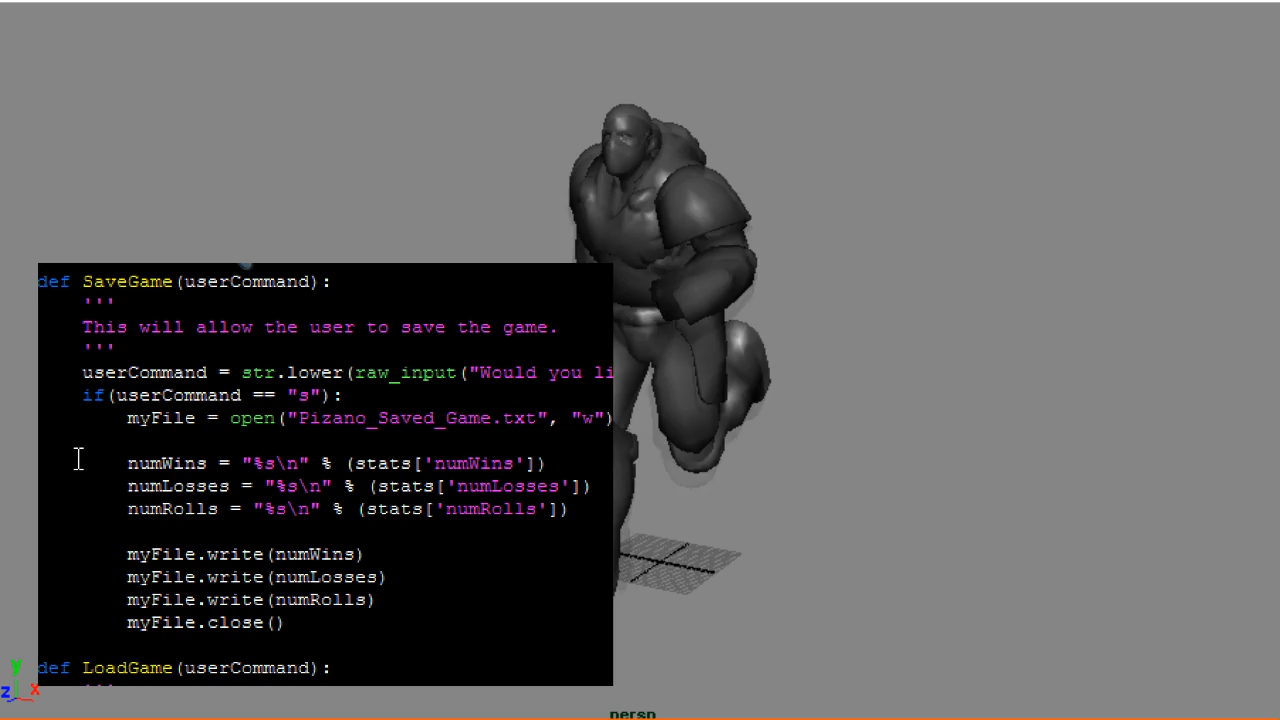 def SaveGame(userCommand):
'''
This will allow the user to save the game.
'''
userCommand = str.lower(raw_input("Would you li
if(userCommand == "s"):
myFile = open("Pizano_Saved_Game.txt", "w")
numWins = "%s\n" % (stats['numWins'])
numLosses = "%s\n" % (stats['numLosses'])
numRolls = "%s\n" % (stats['numRolls'])
myFile.write(numWins)
myFile.write(numLosses)
myFile.write(numRolls)
myFile.close()
def LoadGame(userCommand):
'''
y
z x
persp